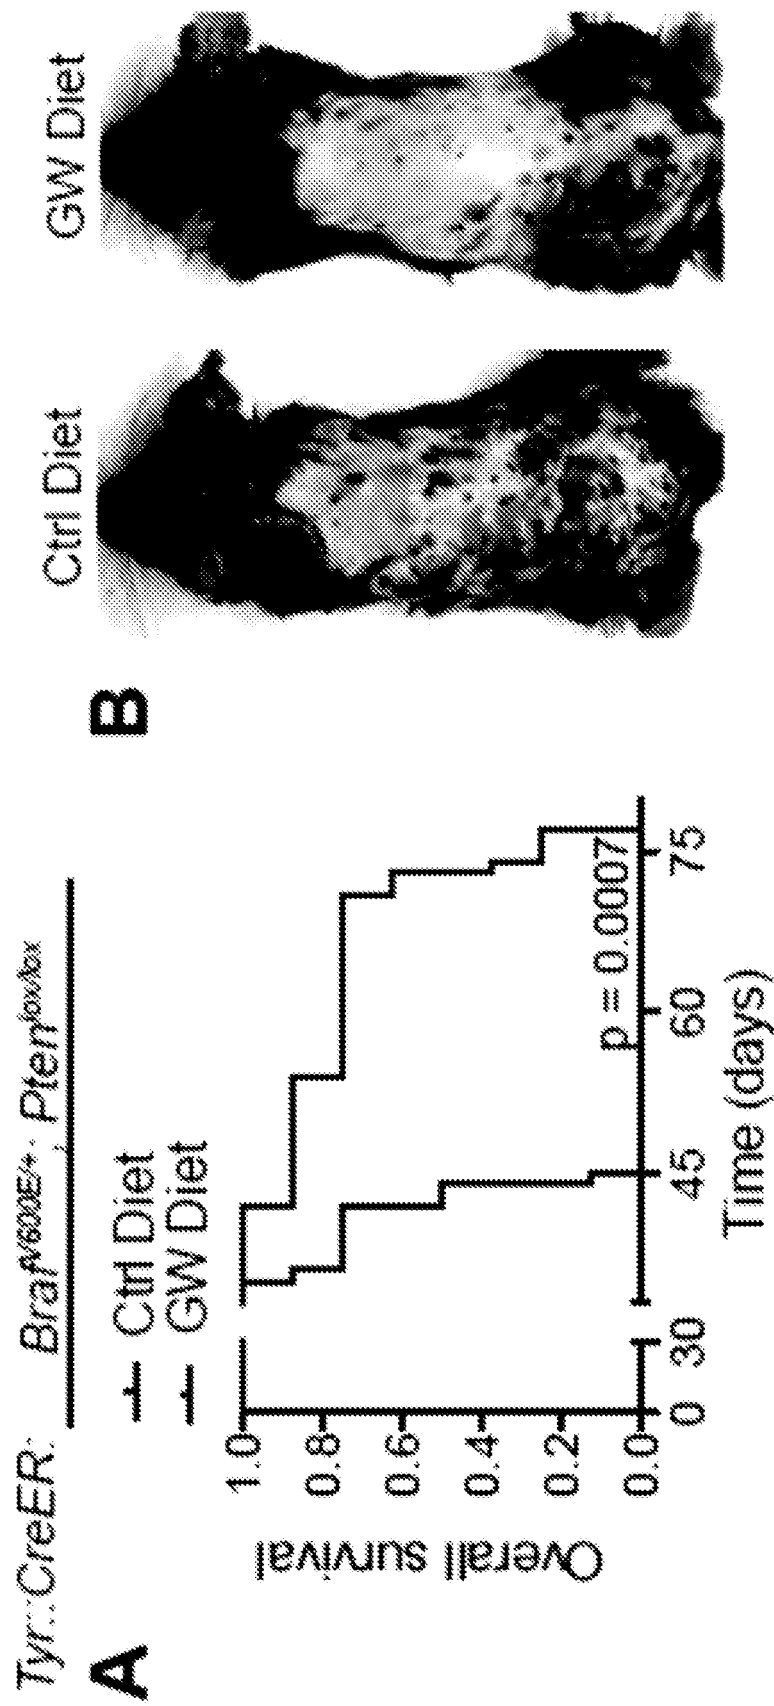 Tyr::CreER; Braf^V600E/+; Pten^lox/lox
A
Ctrl Diet
GW Diet
Overall survival
1.0
0.8
0.6
0.4
0.2
0.0
p = 0.0007
0 30 45 60 75
Time (days)
B
Ctrl Diet
GW Diet